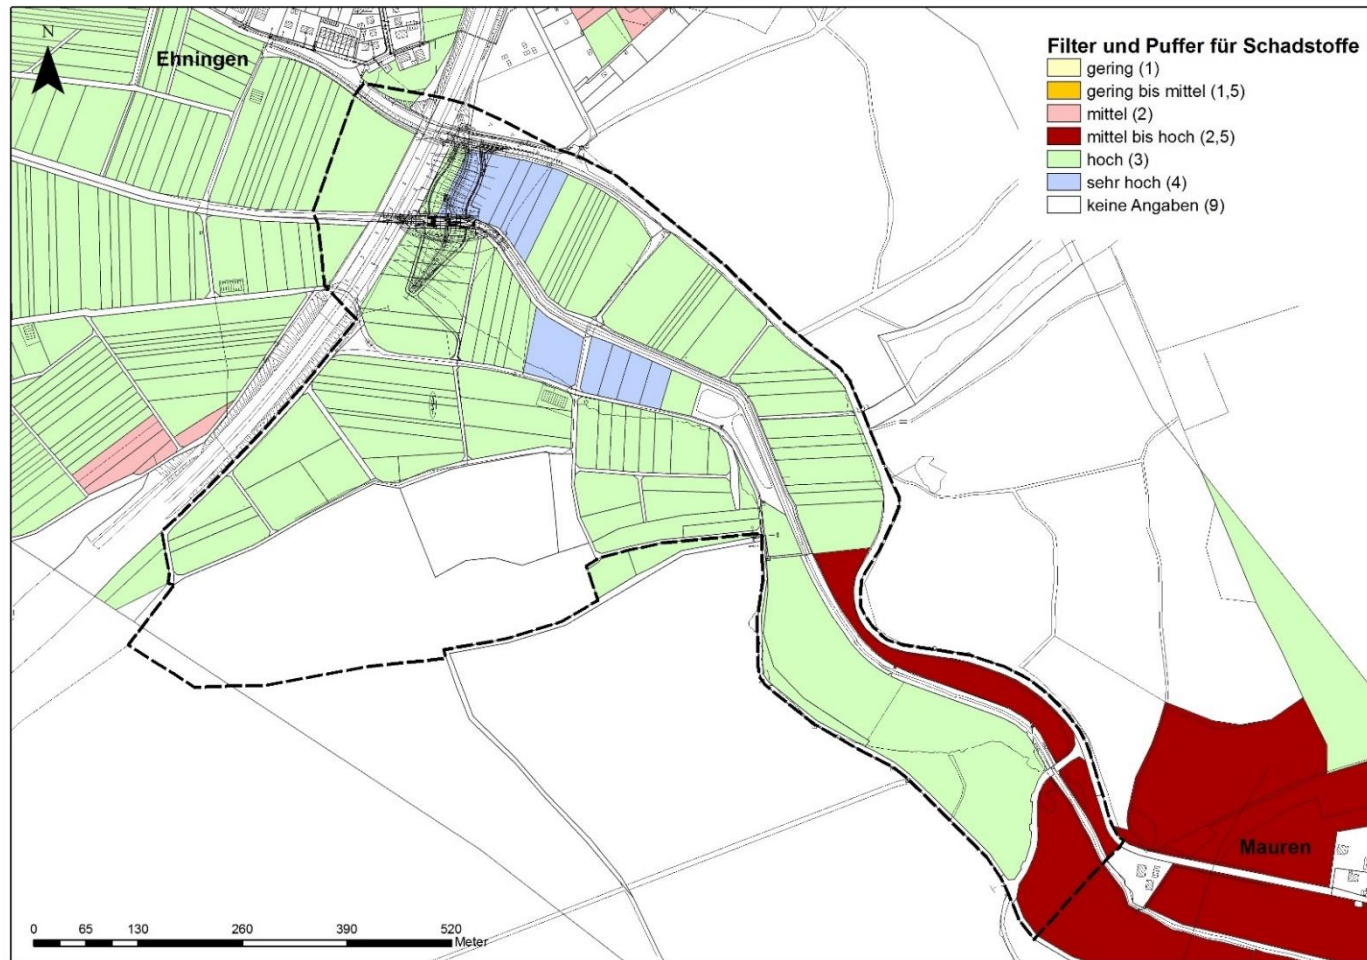 N
Ehningen
Filter und Puffer für Schadstoffe
gering (1)
gering bis mittel (1,5)
mittel (2)
mittel bis hoch (2,5)
hoch (3)
sehr hoch (4)
keine Angaben (9)
Mauren
0 65 130 260 390 520
Meter